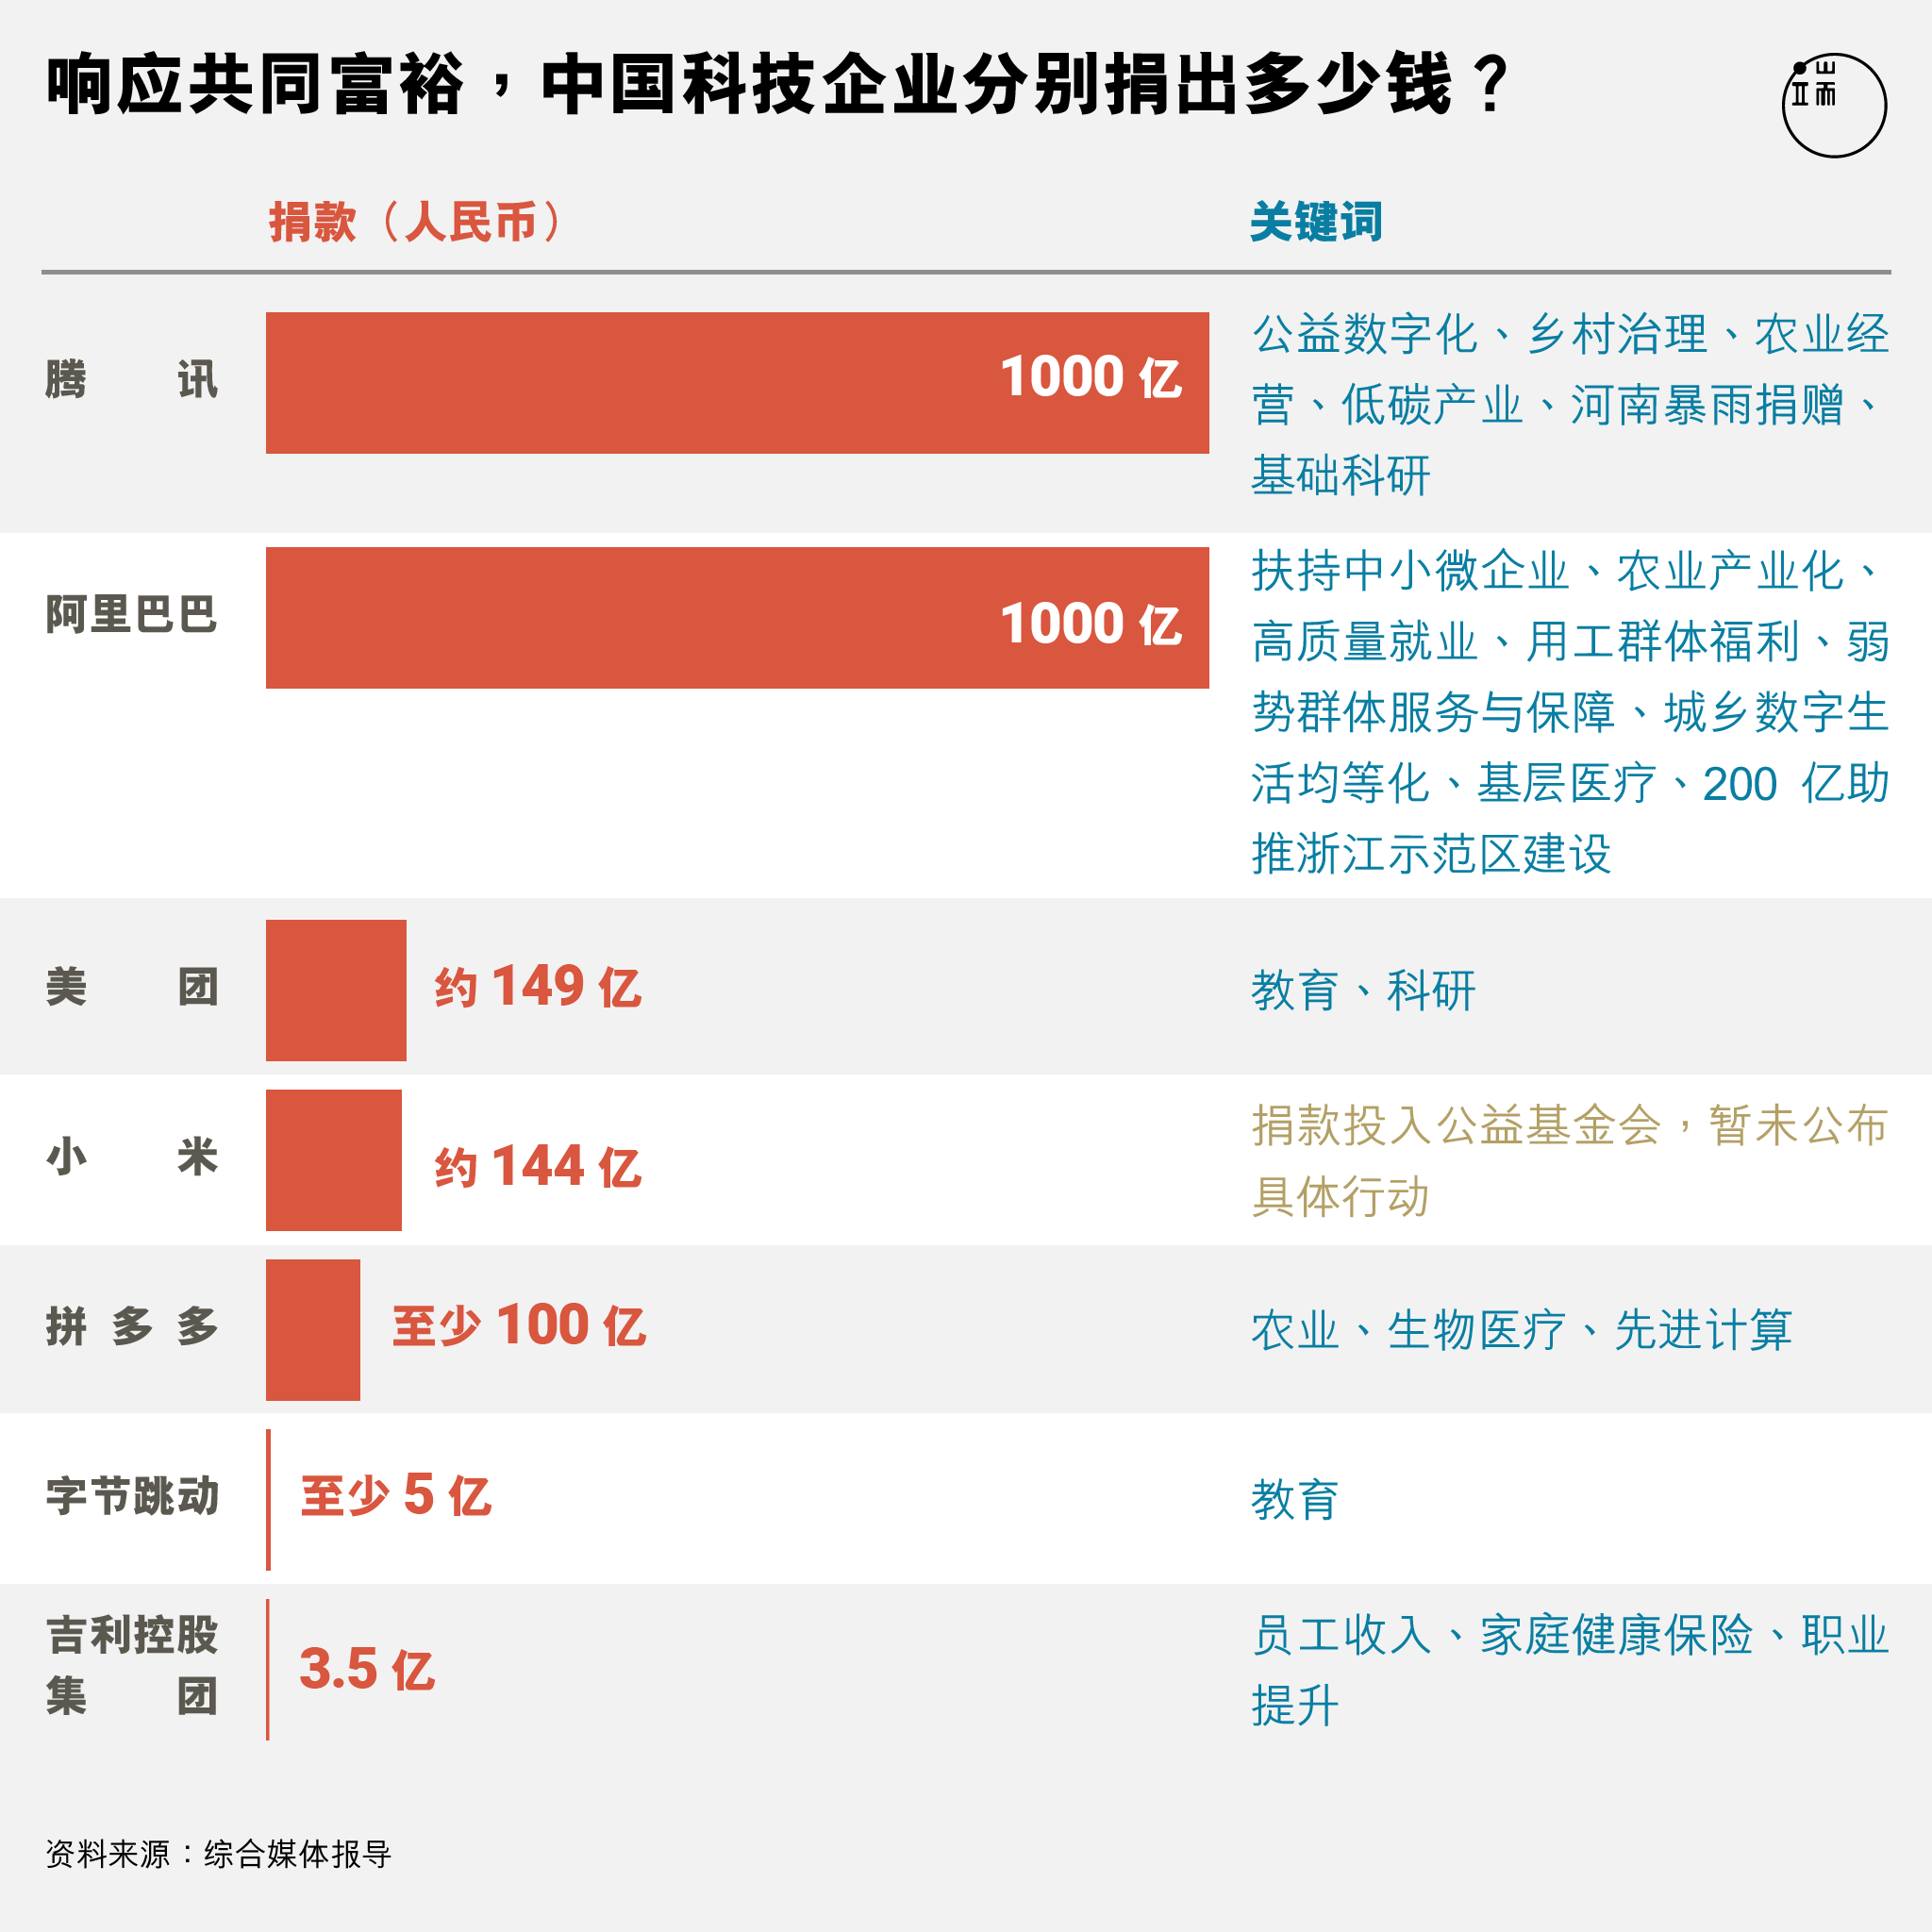 响应共同富裕，中国科技企业分别捐出多少钱？
端
捐款（人民币）
关键词
腾讯
1000 亿
公益数字化、乡村治理、农业经
营、低碳产业、河南暴雨捐赠、
基础科研
阿里巴巴
1000 亿
扶持中小微企业、农业产业化、
高质量就业、用工群体福利、弱
势群体服务与保障、城乡数字生
活均等化、基层医疗、200 亿助
推浙江示范区建设
美团
约 149 亿
教育、科研
小米
约 144 亿
捐款投入公益基金会，暂未公布
具体行动
拼多多
至少 100 亿
农业、生物医疗、先进计算
字节跳动
至少 5 亿
教育
吉利控股
集团
3.5 亿
员工收入、家庭健康保险、职业
提升
资料来源：综合媒体报导